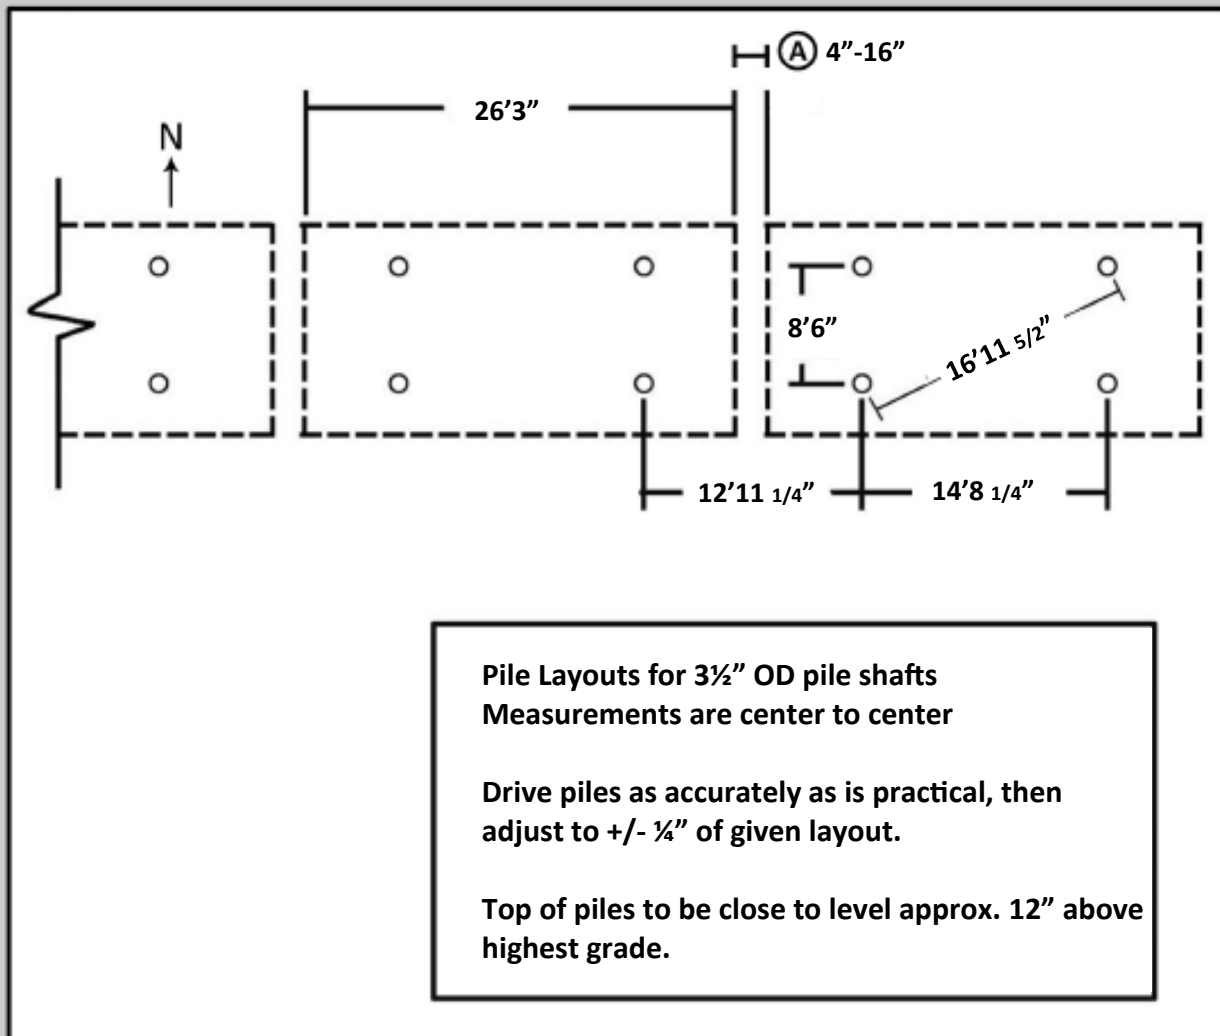 Ⓐ 4”-16”
26’3”
N
8’6”
16’11 5/2”
12’11 1/4”
14’8 1/4”
Pile Layouts for 3½” OD pile shafts
Measurements are center to center
Drive piles as accurately as is practical, then
adjust to +/- ¼” of given layout.
Top of piles to be close to level approx. 12” above
highest grade.